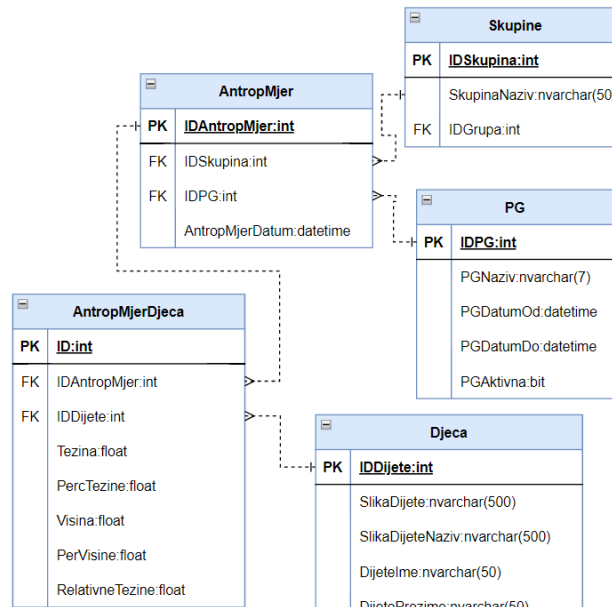 Skupine
PK IDSkupina:int
SkupinaNaziv:nvarchar(50
FK IDGrupa:int
AntropMjer
PK IDAntropMjer:int
FK IDSkupina:int
FK IDPG:int
AntropMjerDatum:datetime
PG
PK IDPG:int
PGNaziv:nvarchar(7)
PGDatumOd:datetime
PGDatumDo:datetime
PGAktivna:bit
AntropMjerDjeca
PK ID:int
FK IDAntropMjer:int
FK IDDijete:int
Tezina:float
PercTezine:float
Visina:float
PerVisine:float
RelativneTezine:float
Djeca
PK IDDijete:int
SlikaDijete:nvarchar(500)
SlikaDijeteNaziv:nvarchar(500)
DijeteIme:nvarchar(50)
DijetePrezime:nvarchar(50)